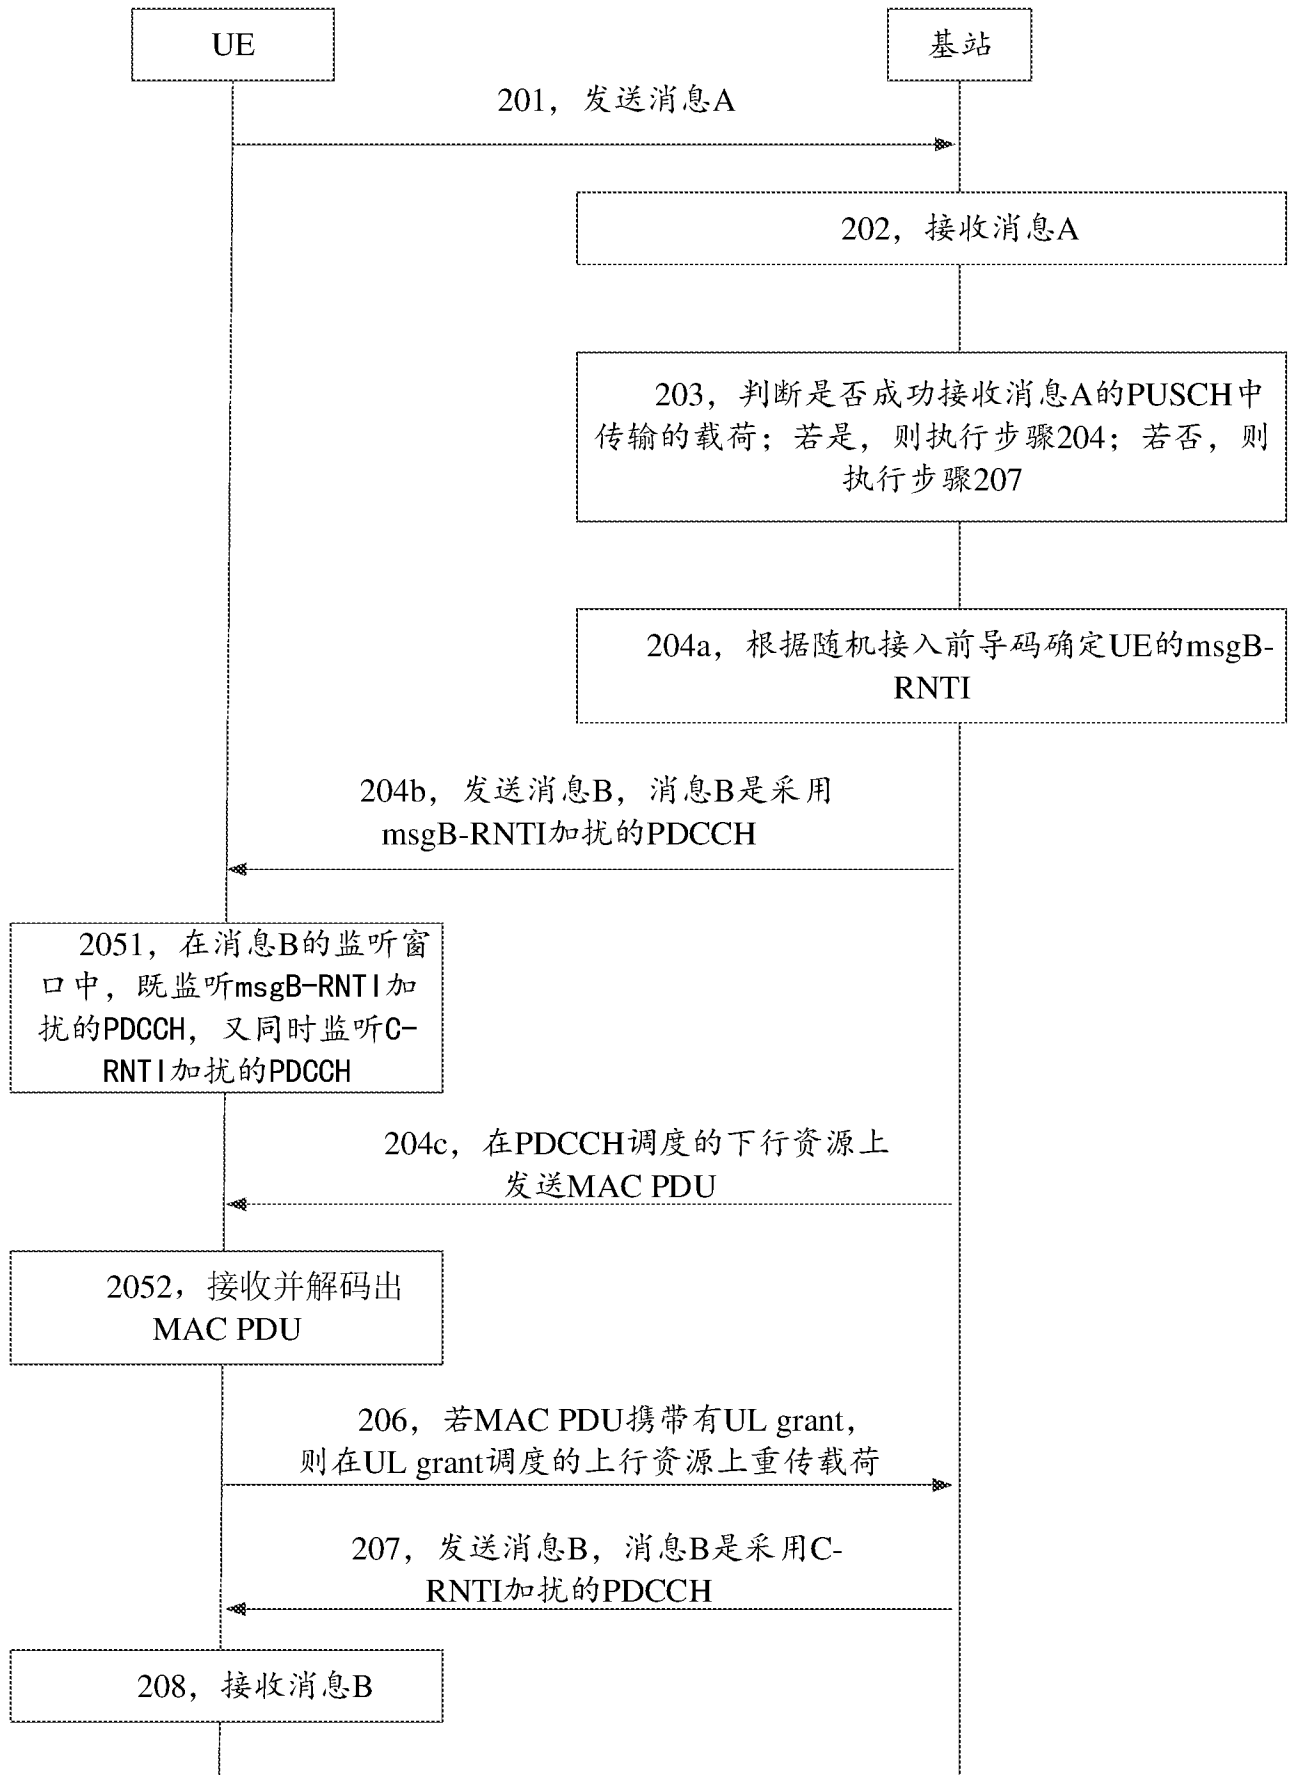 UE
基站
201，发送消息A
202，接收消息A
203，判断是否成功接收消息A的PUSCH中
传输的载荷；若是，则执行步骤204；若否，则
执行步骤207
204a，根据随机接入前导码确定UE的msgB-
RNTI
204b，发送消息B，消息B是采用
msgB-RNTI加扰的PDCCH
2051，在消息B的监听窗
口中，既监听msgB-RNTI加
扰的PDCCH，又同时监听C-
RNTI加扰的PDCCH
204c，在PDCCH调度的下行资源上
发送MAC PDU
2052，接收并解码出
MAC PDU
206，若MAC PDU携带有UL grant，
则在UL grant调度的上行资源上重传载荷
207，发送消息B，消息B是采用C-
RNTI加扰的PDCCH
208，接收消息B